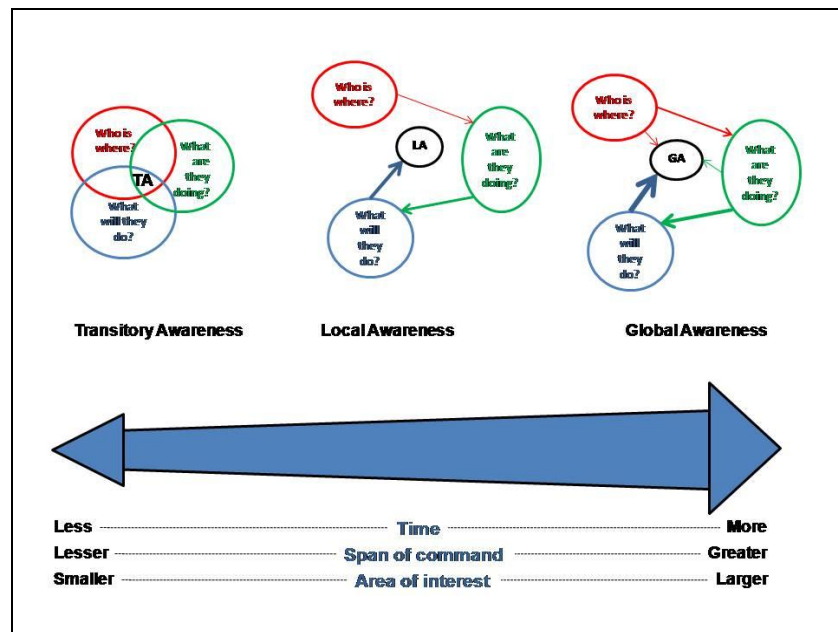 Who is
where?
What
are
they
doing?
TA
What
will they
do?
Transitory Awareness
Who is
where?
LA
What
are
they
doing?
What
will
they
do?
Local Awareness
Who is
where?
GA
What
are
they
doiing?
What
will
they
do?
Global Awareness
Less Time More
Lesser Span of command Greater
Smaller Area of interest Larger